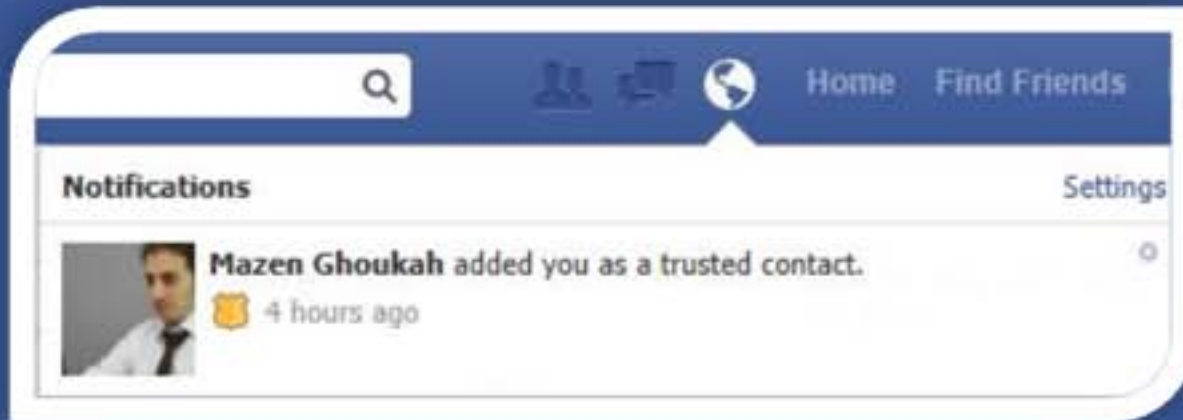 Home Find Friends
Notifications Settings
Mazen Ghoukah added you as a trusted contact.
4 hours ago